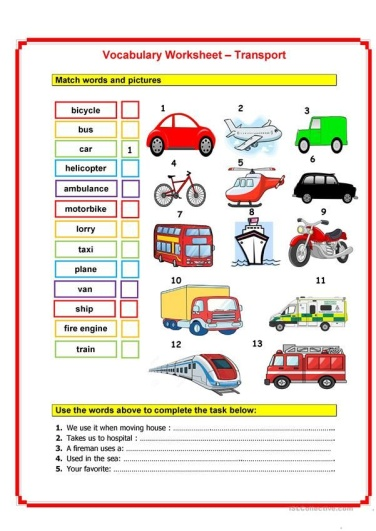 Vocabulary Worksheet – Transport
Match words and pictures
bicycle
bus
car 1
helicopter
ambulance
motorbike
lorry
taxi
plane
van
ship
fire engine
train
1
2
3
4
5
6
7
8
9
10
11
12
13
Use the words above to complete the task below:
1. We use it when moving house :
2. Takes us to hospital :
3. A fireman uses a:
4. Used in the sea:
5. Your favorite: